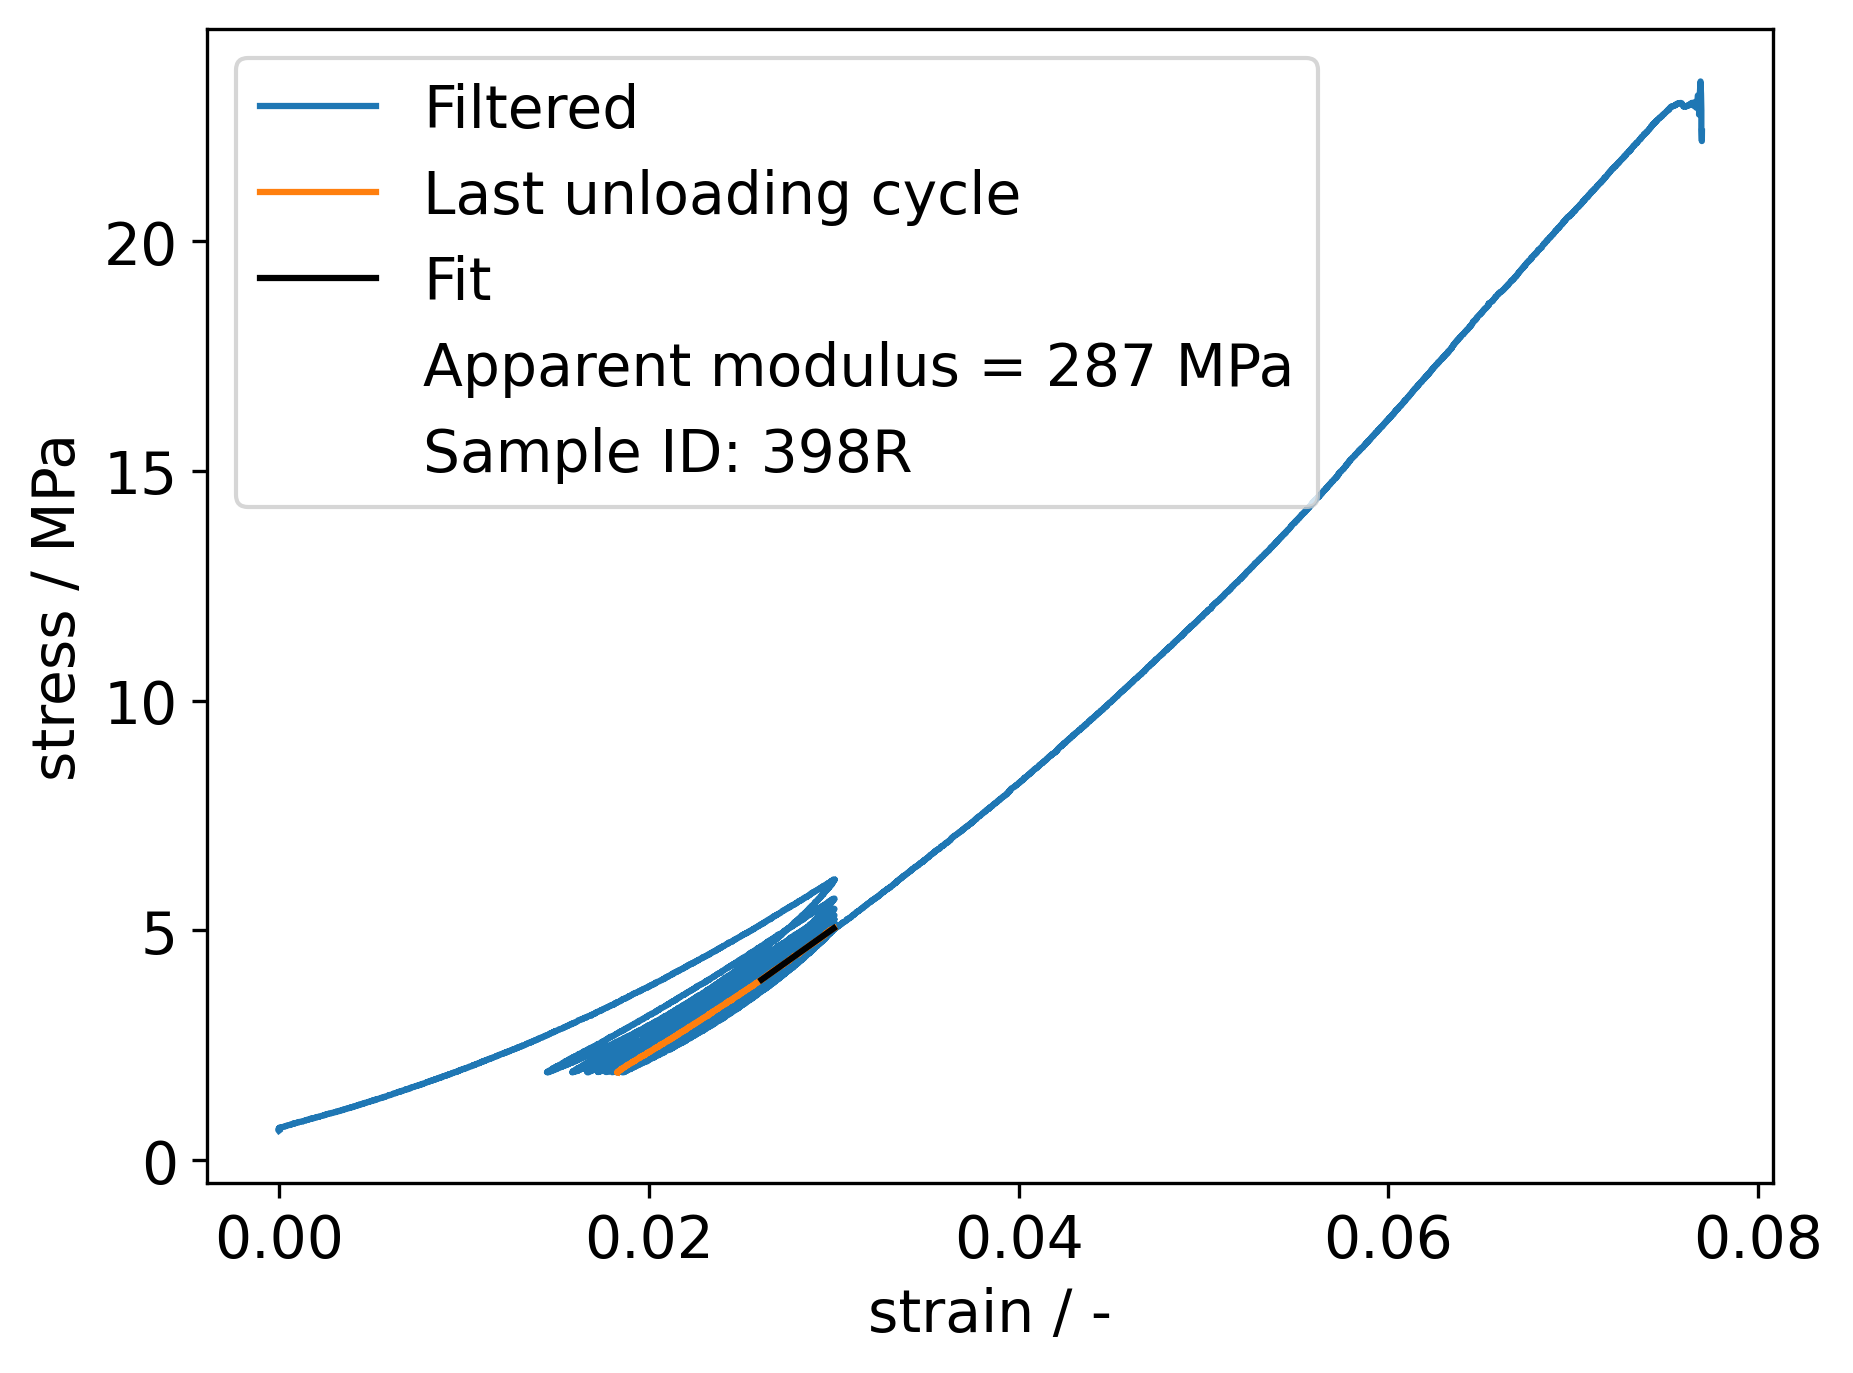 Filtered
Last unloading cycle
Fit
Apparent modulus = 287 MPa
Sample ID: 398R
stress / MPa
20
15
10
5
0
0.00 0.02 0.04 0.06 0.08
strain / -